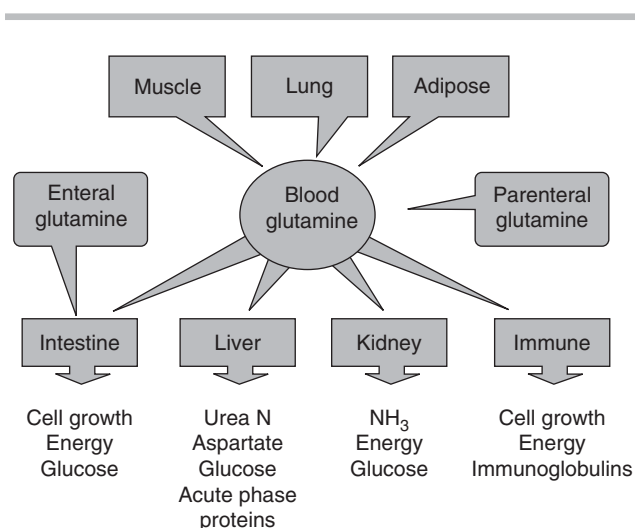 Muscle
Lung
Adipose
Enteral
glutamine
Blood
glutamine
Parenteral
glutamine
Intestine
Liver
Kidney
Immune
Cell growth
Energy
Glucose
Urea N
Aspartate
Glucose
Acute phase
proteins
NH₃
Energy
Glucose
Cell growth
Energy
Immunoglobulins